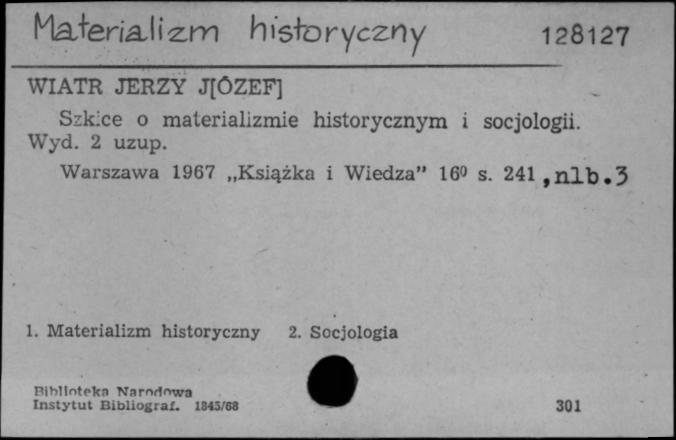 Materializm historyczny 128127
WIATR JERZY J[ÓZEF]
Szkice o materializmie historycznym i socjologii.
Wyd. 2 uzup.
Warszawa 1967 „Książka i Wiedza” 16⁰ s. 241 , nlb. 3
1. Materializm historyczny 2. Socjologia
Biblioteka Narodowa
Instytut Bibliograf. 1845/68 301